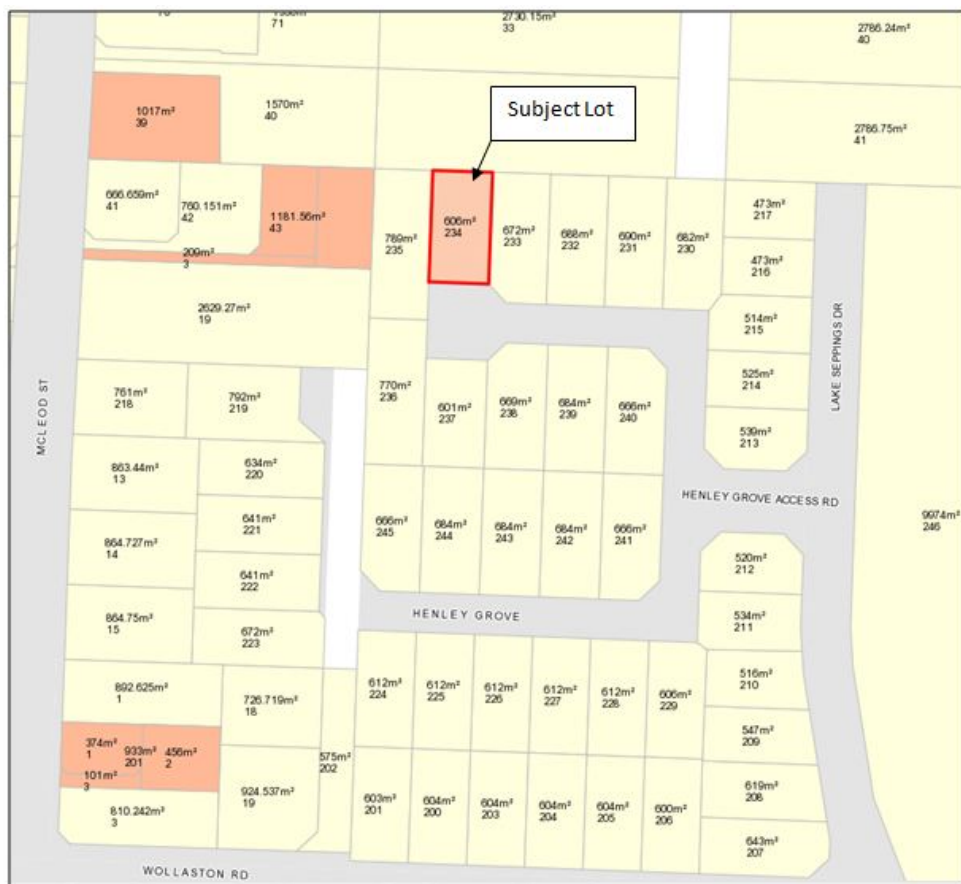 71
2730.15m²
33
2786.24m²
40
Subject Lot
1017m²
39
1570m²
40
2786.75m²
41
666.659m²
41
760.151m²
42
1181.56m²
43
209m²
3
789m²
235
606m²
234
672m²
233
688m²
232
690m²
231
682m²
230
473m²
217
473m²
216
2629.27m²
19
514m²
215
525m²
214
539m²
213
LAKE SEPPINGS DR
MCLEOD ST
761m²
218
792m²
219
770m²
236
601m²
237
669m²
238
684m²
239
666m²
240
863.44m²
13
634m²
220
641m²
221
864.727m²
14
641m²
222
864.75m²
15
672m²
223
666m²
245
684m²
244
684m²
243
684m²
242
666m²
241
HENLEY GROVE ACCESS RD
9974m²
246
520m²
212
534m²
211
HENLEY GROVE
892.625m²
1
726.719m²
18
612m²
224
612m²
225
612m²
226
612m²
227
612m²
228
606m²
229
516m²
210
547m²
209
374m²
1
933m²
201
456m²
2
101m²
3
810.242m²
3
924.537m²
19
575m²
202
603m²
201
604m²
200
604m²
203
604m²
204
604m²
205
600m²
206
619m²
208
643m²
207
WOLLASTON RD